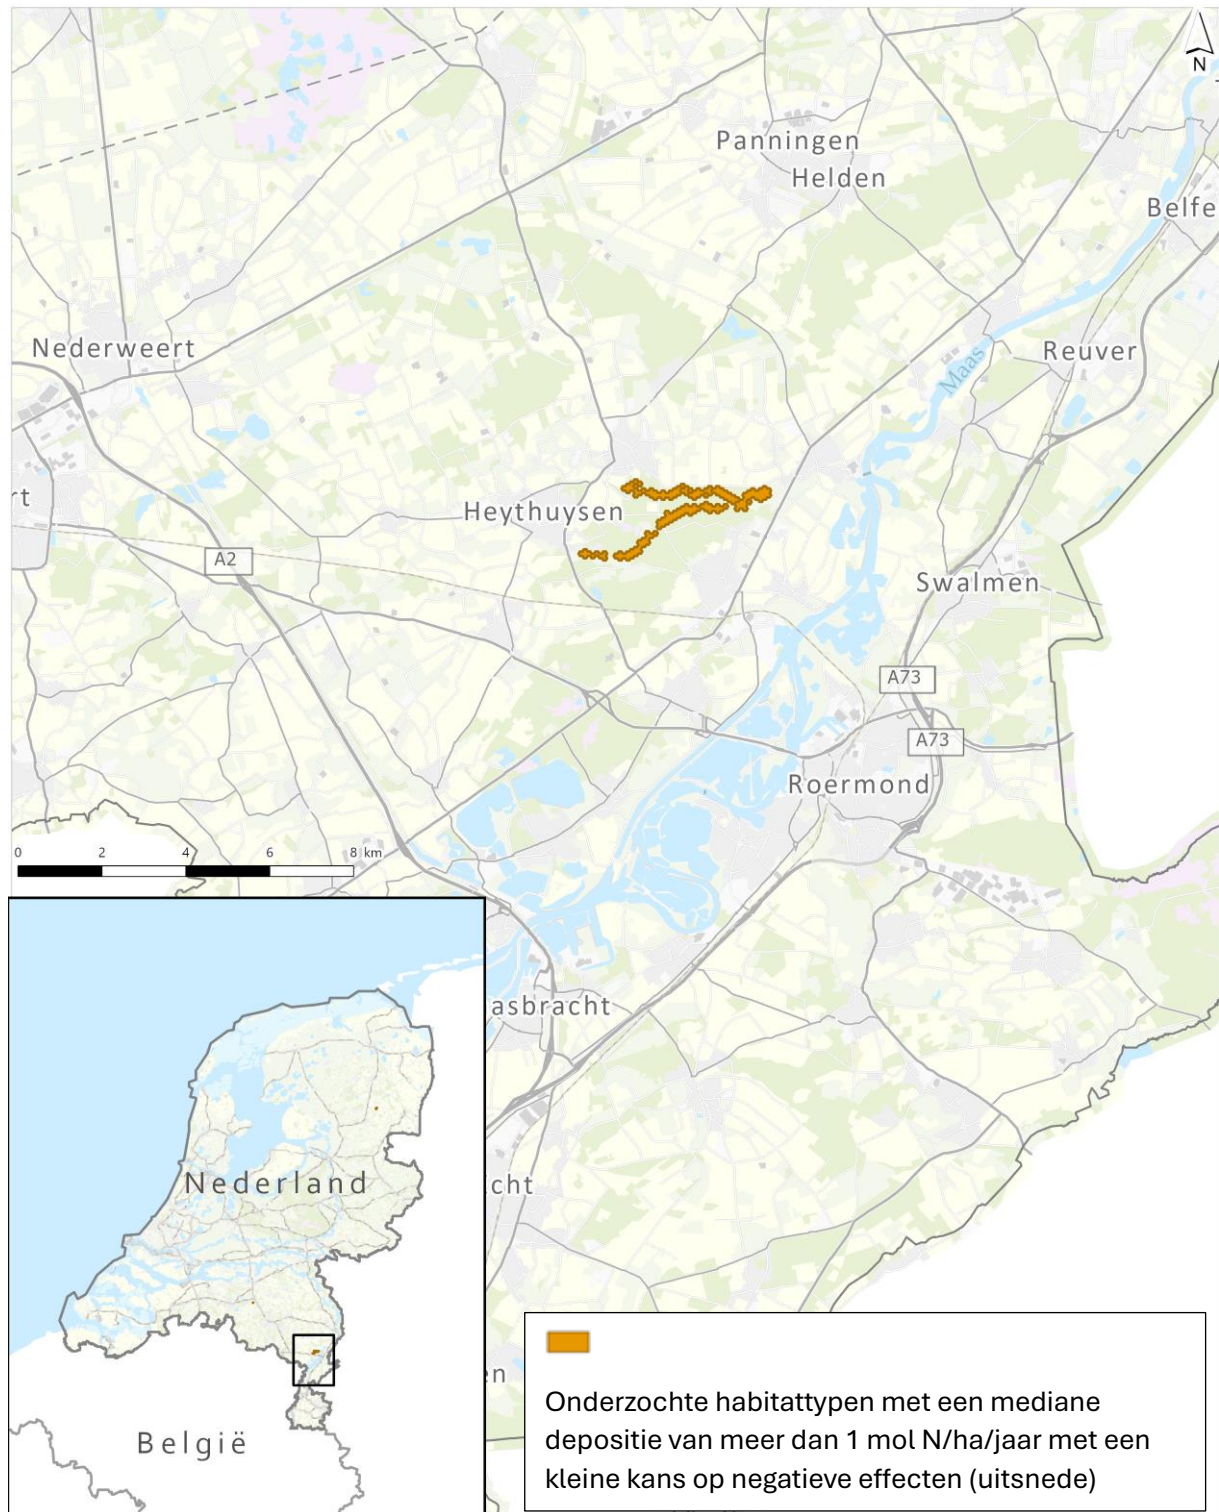 N
Panningen
Helden
Belfe
Nederweert
Maas
Reuver
rt
Heythuysen
A2
Swalmen
A73
A73
Roermond
0 2 4 6 8 km
asbracht
Nederland
cht
België
en
Onderzochte habitattypen met een mediane
depositie van meer dan 1 mol N/ha/jaar met een
kleine kans op negatieve effecten (uitsnede)